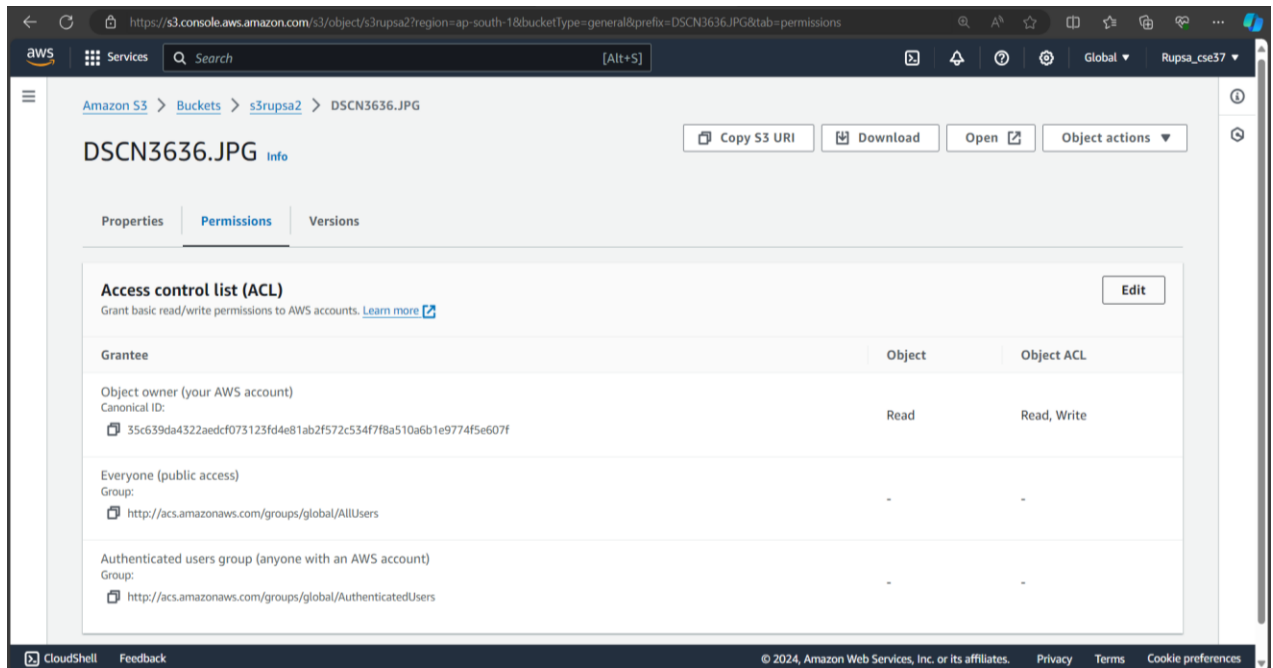 https://s3.console.aws.amazon.com/s3/object/s3rupsa2?region=ap-south-1&bucketType=general&prefix=DSCN3636.JPG&tab=permissions
aws Services Search [Alt+S] Global Rupsa_cse37
Amazon S3 > Buckets > s3rupsa2 > DSCN3636.JPG
DSCN3636.JPG Info
Copy S3 URI Download Open Object actions
Properties Permissions Versions
Access control list (ACL)
Edit
Grant basic read/write permissions to AWS accounts. Learn more
Grantee Object Object ACL
Object owner (your AWS account)
Canonical ID:
35c639da4322aedcf073123fd4e81ab2f572c534f7f8a510a6b1e9774f5e607f
Read Read, Write
Everyone (public access)
Group:
http://acs.amazonaws.com/groups/global/AllUsers
- -
Authenticated users group (anyone with an AWS account)
Group:
http://acs.amazonaws.com/groups/global/AuthenticatedUsers
- -
CloudShell Feedback © 2024, Amazon Web Services, Inc. or its affiliates. Privacy Terms Cookie preferences